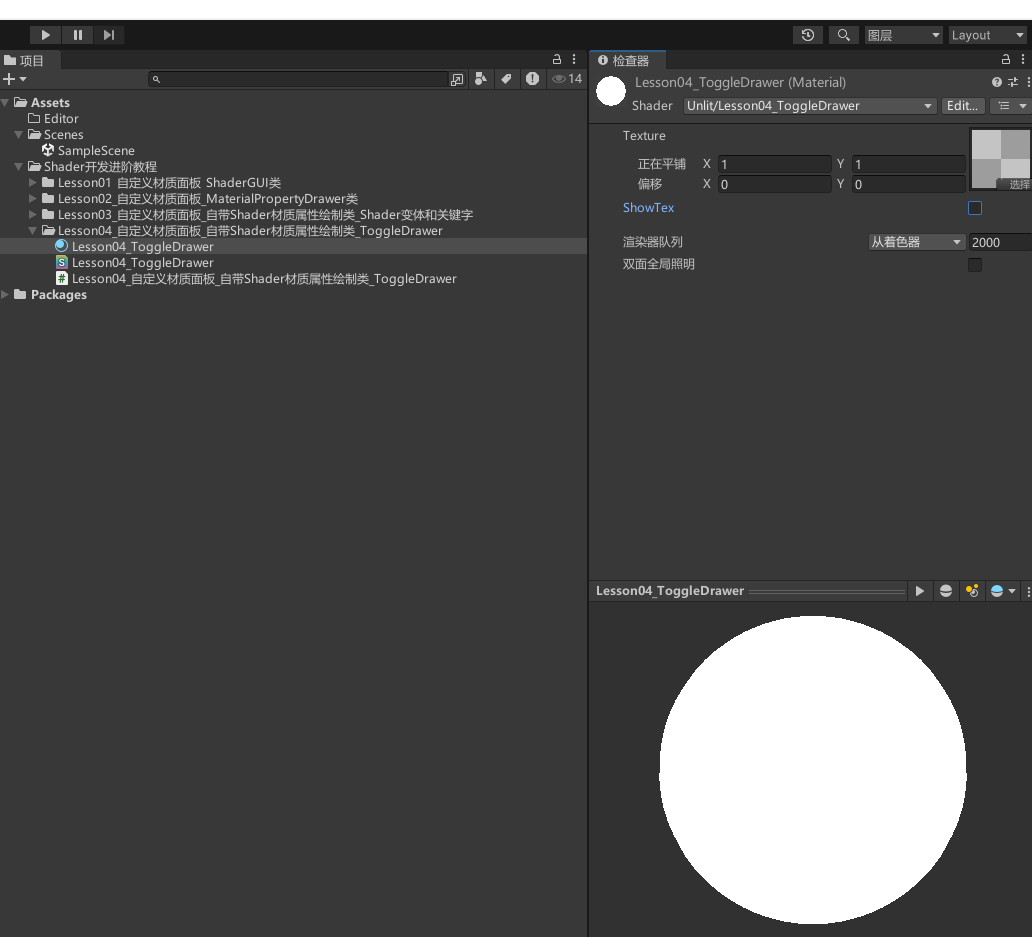 图层
Layout
项目
14
Assets
Editor
Scenes
SampleScene
Shader开发进阶教程
Lesson01_自定义材质面板_ShaderGUI类
Lesson02_自定义材质面板_MaterialPropertyDrawer类
Lesson03_自定义材质面板_自带Shader材质属性绘制类_Shader变体和关键字
Lesson04_自定义材质面板_自带Shader材质属性绘制类_ToggleDrawer
Lesson04_ToggleDrawer
Lesson04_ToggleDrawer
Lesson04_自定义材质面板_自带Shader材质属性绘制类_ToggleDrawer
Packages
检查器
Lesson04_ToggleDrawer (Material)
Shader Unlit/Lesson04_ToggleDrawer Edit...
Texture
正在平铺 X 1 Y 1
偏移 X 0 Y 0
选择
ShowTex
渲染器队列 从着色器 2000
双面全局照明
Lesson04_ToggleDrawer